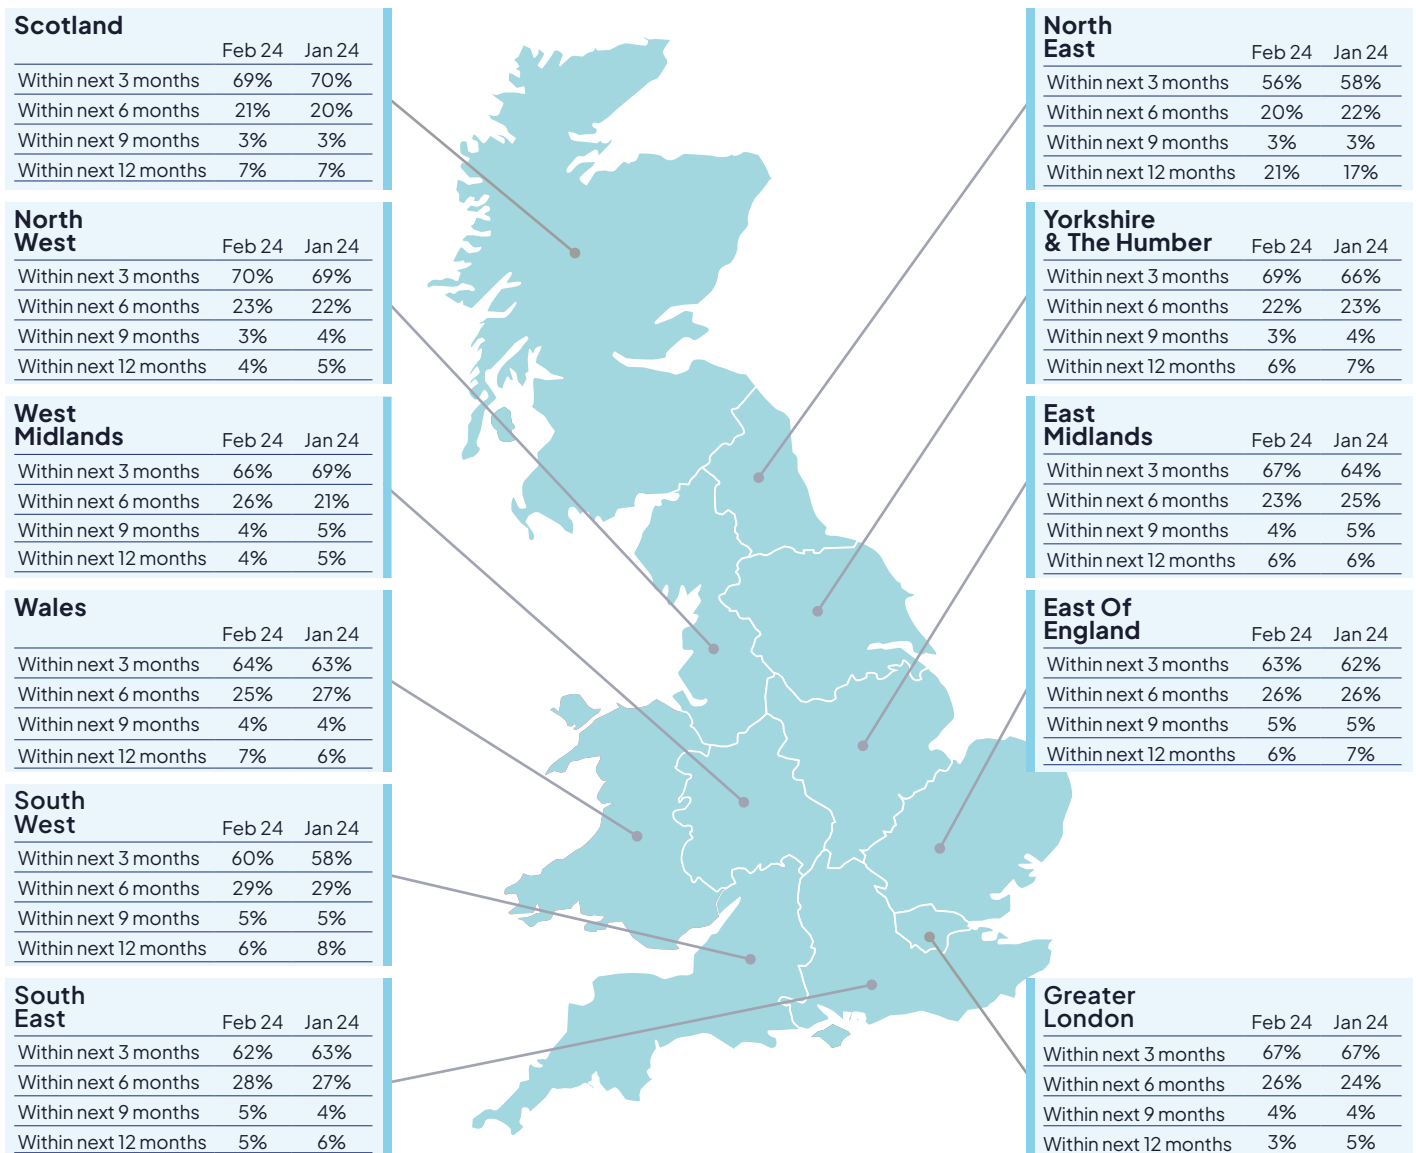 Scotland
Feb 24 Jan 24
Within next 3 months 69% 70%
Within next 6 months 21% 20%
Within next 9 months 3% 3%
Within next 12 months 7% 7%
North
West Feb 24 Jan 24
Within next 3 months 70% 69%
Within next 6 months 23% 22%
Within next 9 months 3% 4%
Within next 12 months 4% 5%
West
Midlands Feb 24 Jan 24
Within next 3 months 66% 69%
Within next 6 months 26% 21%
Within next 9 months 4% 5%
Within next 12 months 4% 5%
Wales
Feb 24 Jan 24
Within next 3 months 64% 63%
Within next 6 months 25% 27%
Within next 9 months 4% 4%
Within next 12 months 7% 6%
South
West Feb 24 Jan 24
Within next 3 months 60% 58%
Within next 6 months 29% 29%
Within next 9 months 5% 5%
Within next 12 months 6% 8%
South
East Feb 24 Jan 24
Within next 3 months 62% 63%
Within next 6 months 28% 27%
Within next 9 months 5% 4%
Within next 12 months 5% 6%
North
East Feb 24 Jan 24
Within next 3 months 56% 58%
Within next 6 months 20% 22%
Within next 9 months 3% 3%
Within next 12 months 21% 17%
Yorkshire
& The Humber Feb 24 Jan 24
Within next 3 months 69% 66%
Within next 6 months 22% 23%
Within next 9 months 3% 4%
Within next 12 months 6% 7%
East
Midlands Feb 24 Jan 24
Within next 3 months 67% 64%
Within next 6 months 23% 25%
Within next 9 months 4% 5%
Within next 12 months 6% 6%
East Of
England Feb 24 Jan 24
Within next 3 months 63% 62%
Within next 6 months 26% 26%
Within next 9 months 5% 5%
Within next 12 months 6% 7%
Greater
London Feb 24 Jan 24
Within next 3 months 67% 67%
Within next 6 months 26% 24%
Within next 9 months 4% 4%
Within next 12 months 3% 5%